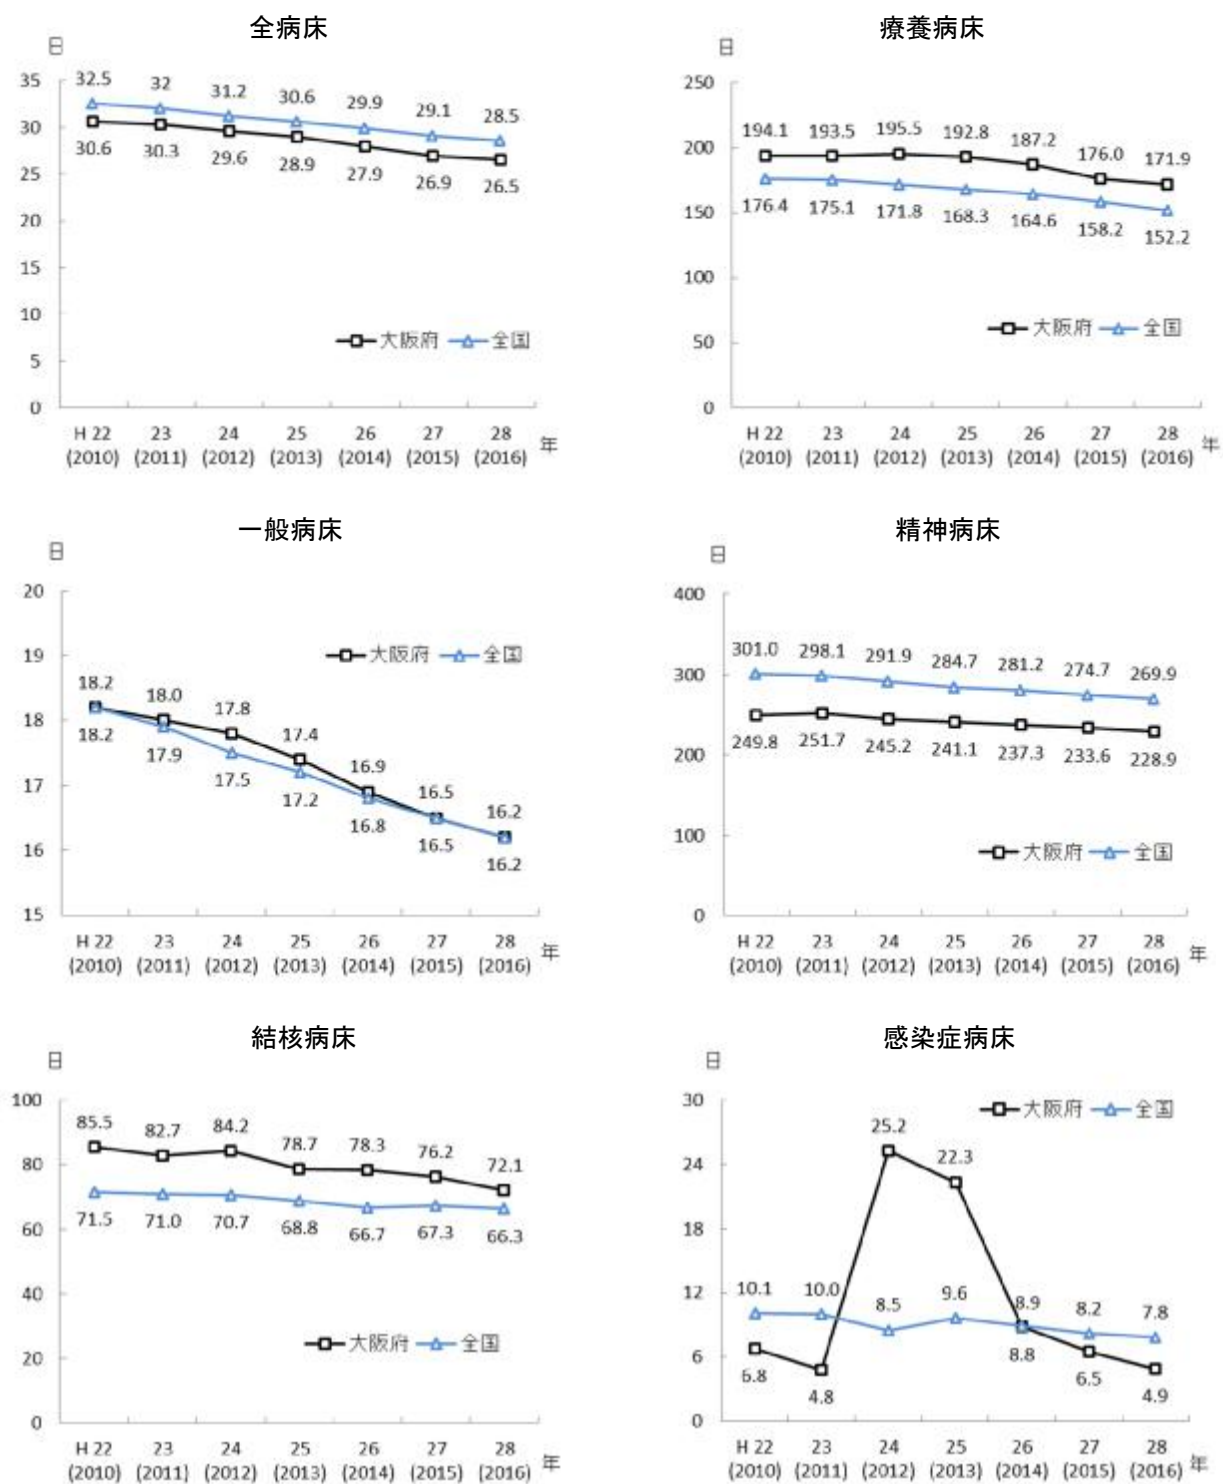 全病床
日
35
30
25
20
15
10
5
0
32.5 32 31.2 30.6 29.9 29.1 28.5
30.6 30.3 29.6 28.9 27.9 26.9 26.5
大阪府 全国
H 22 23 24 25 26 27 28 年
(2010) (2011) (2012) (2013) (2014) (2015) (2016)
療養病床
日
250
200
150
100
50
0
194.1 193.5 195.5 192.8 187.2 176.0 171.9
176.4 175.1 171.8 168.3 164.6 158.2 152.2
大阪府 全国
H 22 23 24 25 26 27 28 年
(2010) (2011) (2012) (2013) (2014) (2015) (2016)
一般病床
日
20
19
18
17
16
15
大阪府 全国
18.2 18.0 17.8 17.4 16.9 16.5 16.2
18.2 17.9 17.5 17.2 16.8 16.5 16.2
H 22 23 24 25 26 27 28 年
(2010) (2011) (2012) (2013) (2014) (2015) (2016)
精神病床
日
400
300
200
100
0
301.0 298.1 291.9 284.7 281.2 274.7 269.9
249.8 251.7 245.2 241.1 237.3 233.6 228.9
大阪府 全国
H 22 23 24 25 26 27 28 年
(2010) (2011) (2012) (2013) (2014) (2015) (2016)
結核病床
日
100
80
60
40
20
0
85.5 82.7 84.2 78.7 78.3 76.2 72.1
71.5 71.0 70.7 68.8 66.7 67.3 66.3
大阪府 全国
H 22 23 24 25 26 27 28 年
(2010) (2011) (2012) (2013) (2014) (2015) (2016)
感染症病床
日
30
24
18
12
6
0
大阪府 全国
25.2 22.3
10.1 10.0 8.5 9.6 8.9 8.2 7.8
6.8 4.8 8.8 6.5 4.9
H 22 23 24 25 26 27 28 年
(2010) (2011) (2012) (2013) (2014) (2015) (2016)